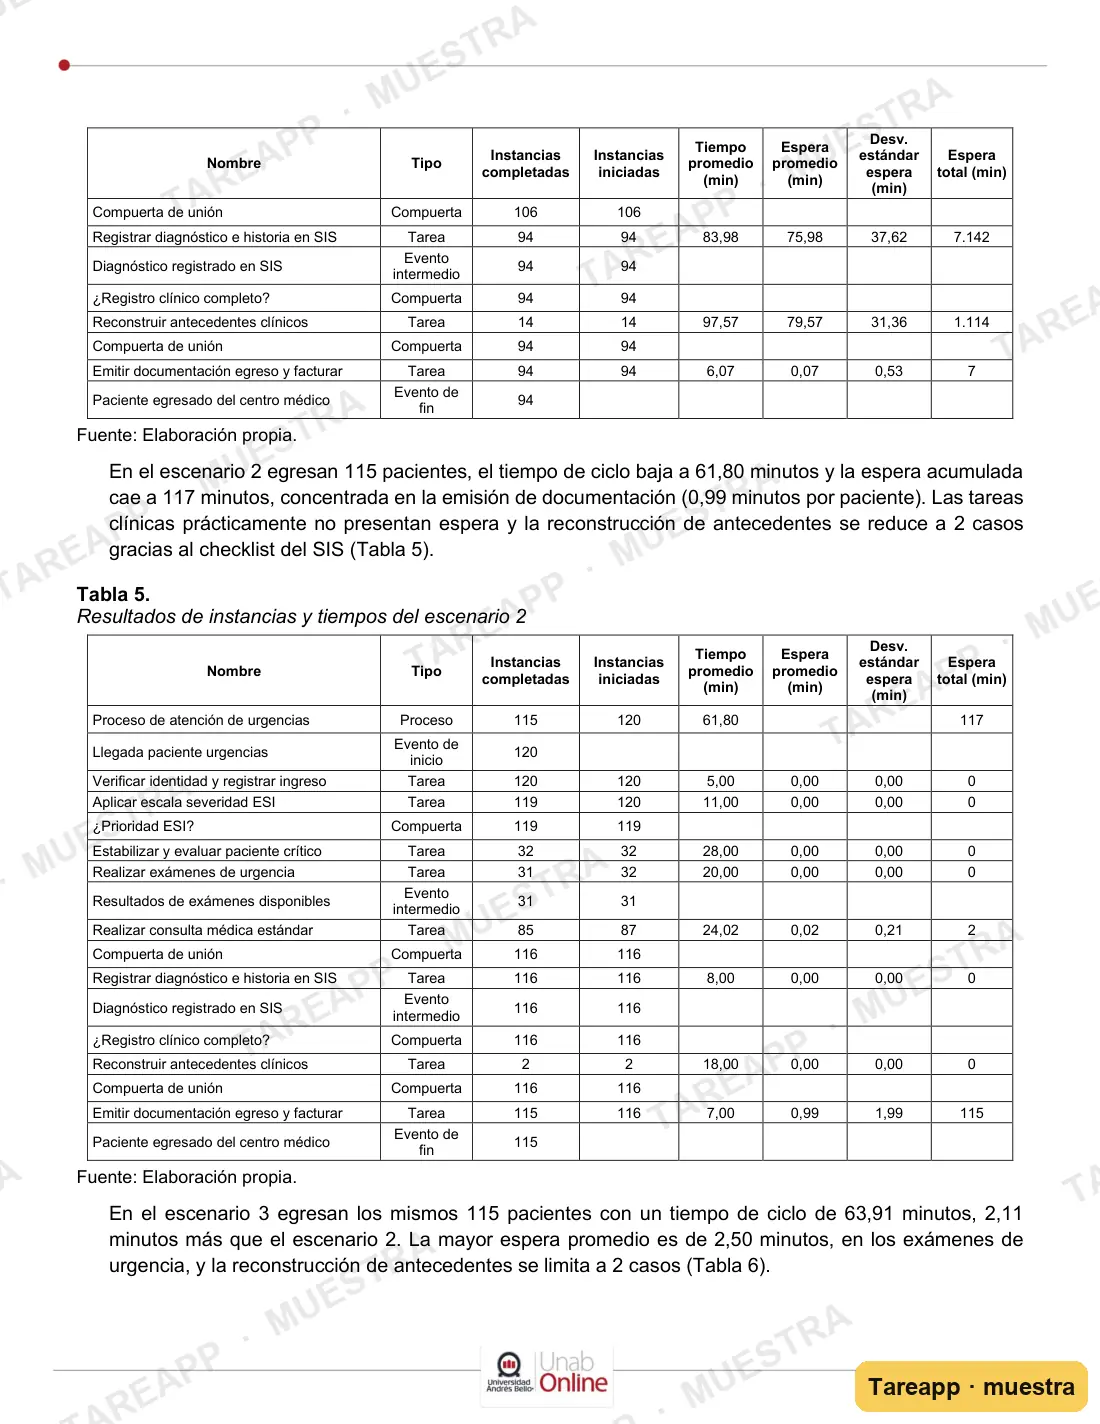 Nombre Tipo Instancias completadas Instancias iniciadas Tiempo promedio (min) Espera promedio (min) Desv. estándar espera (min) Espera total (min)
Compuerta de unión Compuerta 106 106
Registrar diagnóstico e historia en SIS Tarea 94 94 83,98 75,98 37,62 7.142
Diagnóstico registrado en SIS Evento intermedio 94 94
¿Registro clínico completo? Compuerta 94 94
Reconstruir antecedentes clínicos Tarea 14 14 97,57 79,57 31,36 1.114
Compuerta de unión Compuerta 94 94
Emitir documentación egreso y facturar Tarea 94 94 6,07 0,07 0,53 7
Paciente egresado del centro médico Evento de fin 94
Fuente: Elaboración propia.
En el escenario 2 egresan 115 pacientes, el tiempo de ciclo baja a 61,80 minutos y la espera acumulada
cae a 117 minutos, concentrada en la emisión de documentación (0,99 minutos por paciente). Las tareas
clínicas prácticamente no presentan espera y la reconstrucción de antecedentes se reduce a 2 casos
gracias al checklist del SIS (Tabla 5).
Tabla 5.
Resultados de instancias y tiempos del escenario 2
Nombre Tipo Instancias completadas Instancias iniciadas Tiempo promedio (min) Espera promedio (min) Desv. estándar espera (min) Espera total (min)
Proceso de atención de urgencias Proceso 115 120 61,80 117
Llegada paciente urgencias Evento de inicio 120
Verificar identidad y registrar ingreso Tarea 120 120 5,00 0,00 0,00 0
Aplicar escala severidad ESI Tarea 119 120 11,00 0,00 0,00 0
¿Prioridad ESI? Compuerta 119 119
Estabilizar y evaluar paciente crítico Tarea 32 32 28,00 0,00 0,00 0
Realizar exámenes de urgencia Tarea 31 32 20,00 0,00 0,00 0
Resultados de exámenes disponibles Evento intermedio 31 31
Realizar consulta médica estándar Tarea 85 87 24,02 0,02 0,21 2
Compuerta de unión Compuerta 116 116
Registrar diagnóstico e historia en SIS Tarea 116 116 8,00 0,00 0,00 0
Diagnóstico registrado en SIS Evento intermedio 116 116
¿Registro clínico completo? Compuerta 116 116
Reconstruir antecedentes clínicos Tarea 2 2 18,00 0,00 0,00 0
Compuerta de unión Compuerta 116 116
Emitir documentación egreso y facturar Tarea 115 116 7,00 0,99 1,99 115
Paciente egresado del centro médico Evento de fin 115
Fuente: Elaboración propia.
En el escenario 3 egresan los mismos 115 pacientes con un tiempo de ciclo de 63,91 minutos, 2,11
minutos más que el escenario 2. La mayor espera promedio es de 2,50 minutos, en los exámenes de
urgencia, y la reconstrucción de antecedentes se limita a 2 casos (Tabla 6).
Universidad Andrés Bello
Unab Online
Tareapp · muestra
TAREAPP · MUESTRA